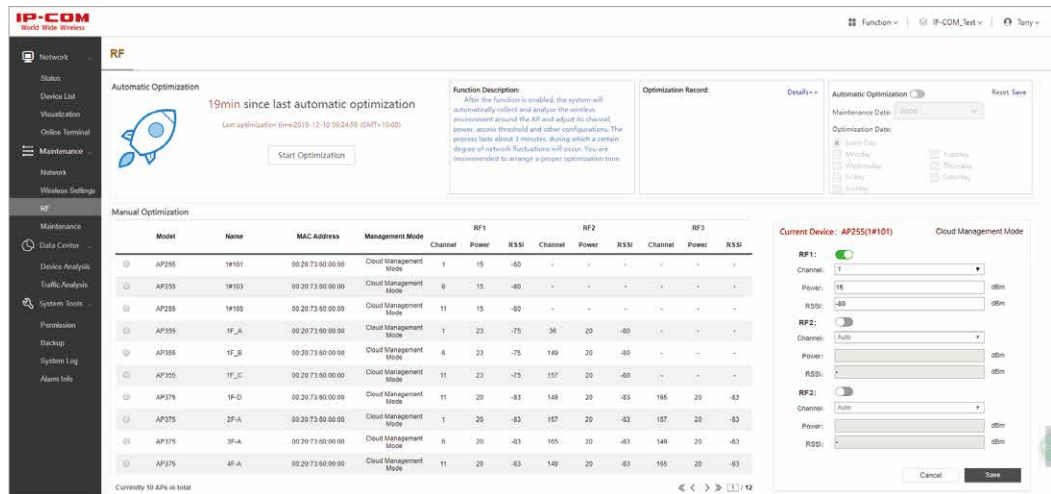 IP-COM
World Wide Wireless
Function
IP-COM_Test
Tony
Network
Status
Device List
Visualization
Online Terminal
Maintenance
Network
Wireless Settings
RF
Maintenance
Data Center
Device Analysis
Traffic Analysis
System Tools
Permission
Backup
System Log
Alarm Info
RF
Automatic Optimization
19min since last automatic optimization
Start Optimization
Function Description:
After the function is enabled, the system will
automatically collect and analyze the wireless
environment around the AP and adjust its channel,
power, access threshold and other configurations. The
process lasts about 3 minutes, during which a certain
degree of network fluctuations will occur. You are
recommended to arrange a proper optimization time.
Optimization Record:
Details>>
Automatic Optimization
Reset Save
Maintenance Date:
Optimization Date:
Every Day
Monday Tuesday
Wednesday Thursday
Friday Saturday
Sunday
Manual Optimization
RF1 RF2 RF3
Model Name MAC Address Management Mode Channel Power RSSI Channel Power RSSI Channel Power RSSI
AP255 1#101 00:20:73:60:00:00 Cloud Management Mode 1 15 -80 - - - - - -
AP255 1#103 00:20:73:60:00:00 Cloud Management Mode 6 15 -80 - - - - - -
AP255 1#105 00:20:73:60:00:00 Cloud Management Mode 11 15 -80 - - - - - -
AP355 1F_A 00:20:73:60:00:00 Cloud Management Mode 1 23 -75 36 20 -80 - - -
AP355 1F_B 00:20:73:60:00:00 Cloud Management Mode 6 23 -75 149 20 -80 - - -
AP355 1F_C 00:20:73:60:00:00 Cloud Management Mode 11 23 -75 157 20 -80 - - -
AP375 1F-D 00:20:73:60:00:00 Cloud Management Mode 11 20 -83 149 20 -83 165 20 -83
AP375 2F-A 00:20:73:60:00:00 Cloud Management Mode 1 20 -83 157 20 -83 157 20 -83
AP375 3F-A 00:20:73:60:00:00 Cloud Management Mode 6 20 -83 165 20 -83 149 20 -83
AP375 4F-A 00:20:73:60:00:00 Cloud Management Mode 11 20 -83 149 20 -83 165 20 -83
Currently 10 APs in total
1 / 12
Current Device: AP255(1#101) Cloud Management Mode
RF1:
Channel: 1
Power: 15 dBm
RSSI: -80 dBm
RF2:
Channel: Auto
Power: dBm
RSSI: - dBm
RF3:
Channel: Auto
Power: dBm
RSSI: - dBm
Cancel Save